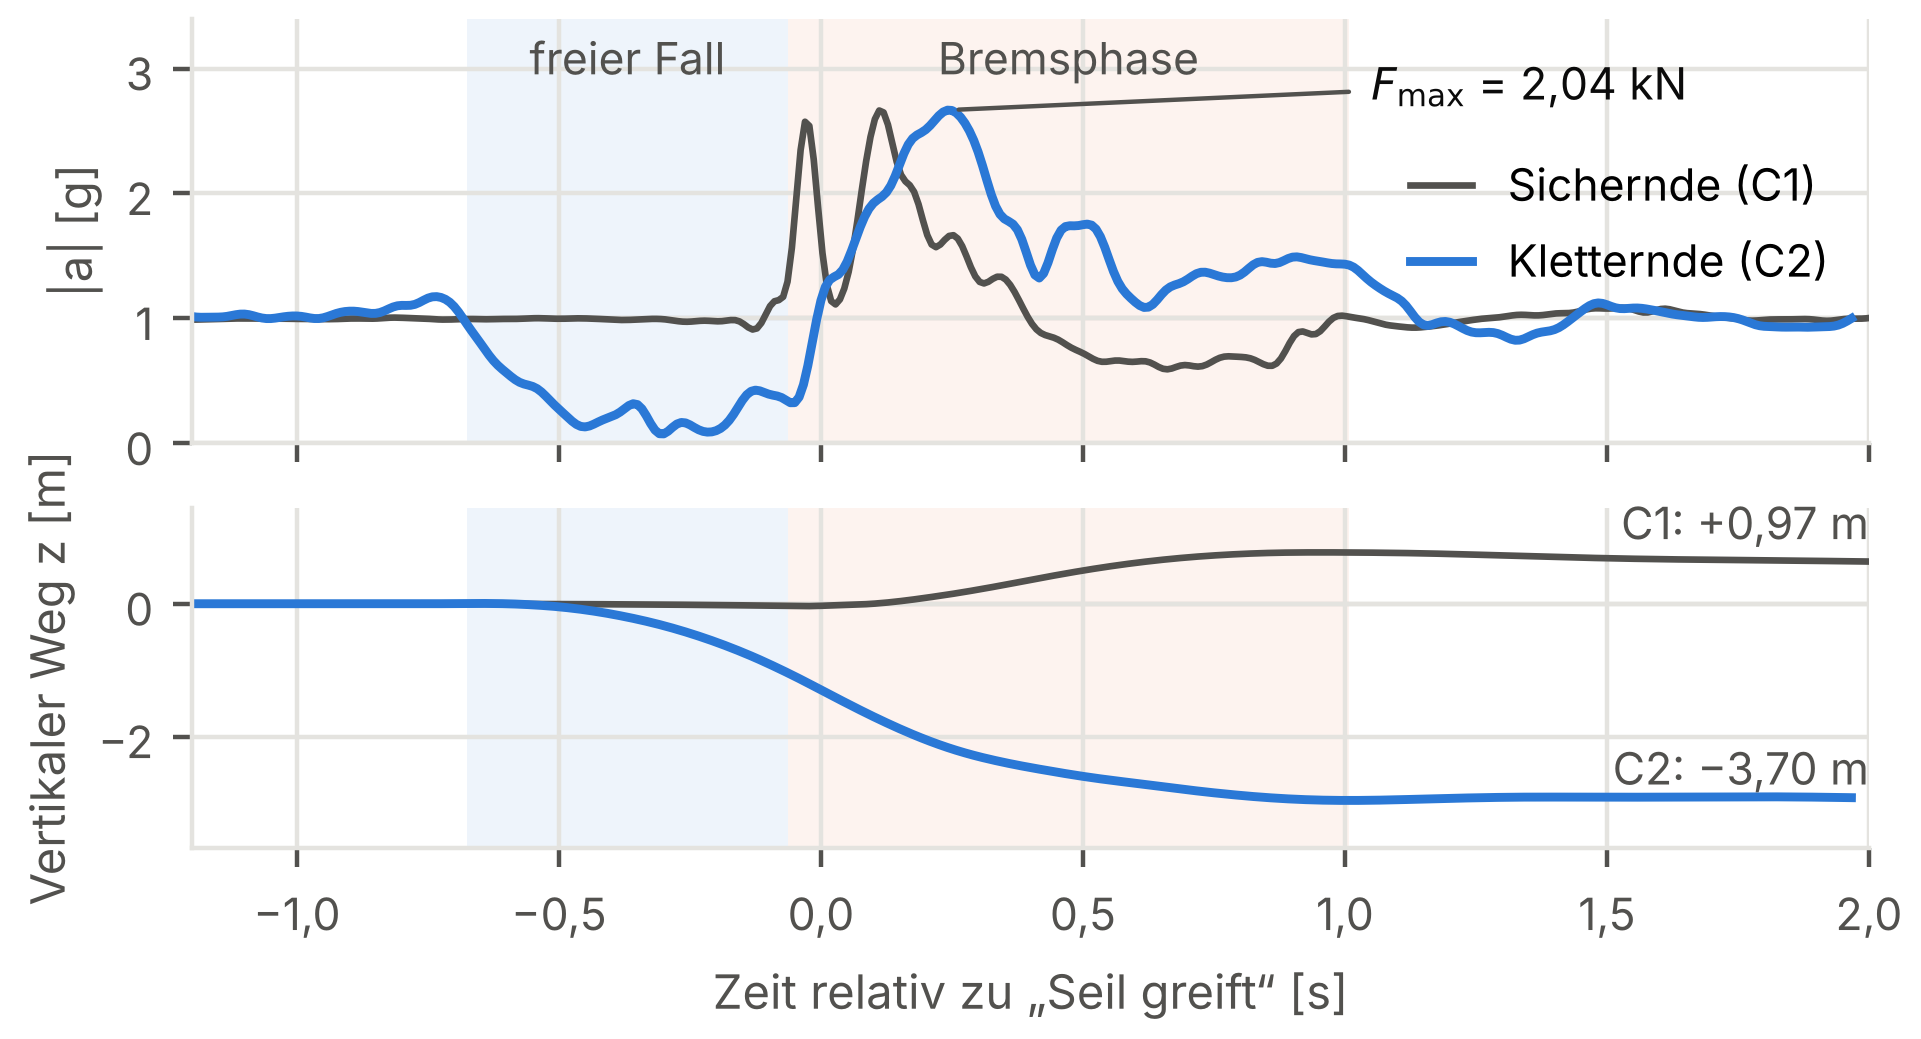 freier Fall
Bremsphase
F_max = 2,04 kN
Sichernde (C1)
Kletternde (C2)
|a| [g]
3
2
1
0
Vertikaler Weg z [m]
0
−2
C1: +0,97 m
C2: −3,70 m
−1,0
−0,5
0,0
0,5
1,0
1,5
2,0
Zeit relativ zu „Seil greift“ [s]